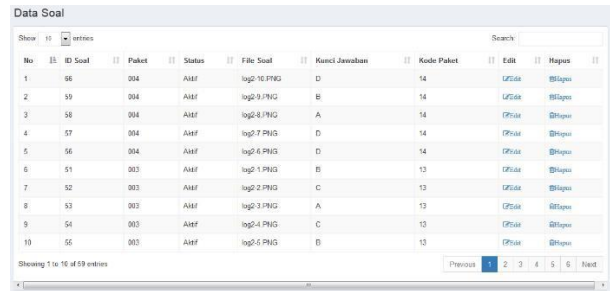 Data Soal
Show 10 entries Search:
No ID Soal Paket Status File Soal Kunci Jawaban Kode Paket Edit Hapus
1 66 004 Aktif log2-10.PNG D 14 Edit Hapus
2 59 004 Aktif log2-9.PNG B 14 Edit Hapus
3 58 004 Aktif log2-8.PNG A 14 Edit Hapus
4 57 004 Aktif log2-7.PNG D 14 Edit Hapus
5 56 004 Aktif log2-6.PNG D 14 Edit Hapus
6 51 003 Aktif log2-1.PNG B 13 Edit Hapus
7 52 003 Aktif log2-2.PNG C 13 Edit Hapus
8 53 003 Aktif log2-3.PNG A 13 Edit Hapus
9 54 003 Aktif log2-4.PNG C 13 Edit Hapus
10 55 003 Aktif log2-5.PNG B 13 Edit Hapus
Showing 1 to 10 of 59 entries Previous 1 2 3 4 5 6 Next